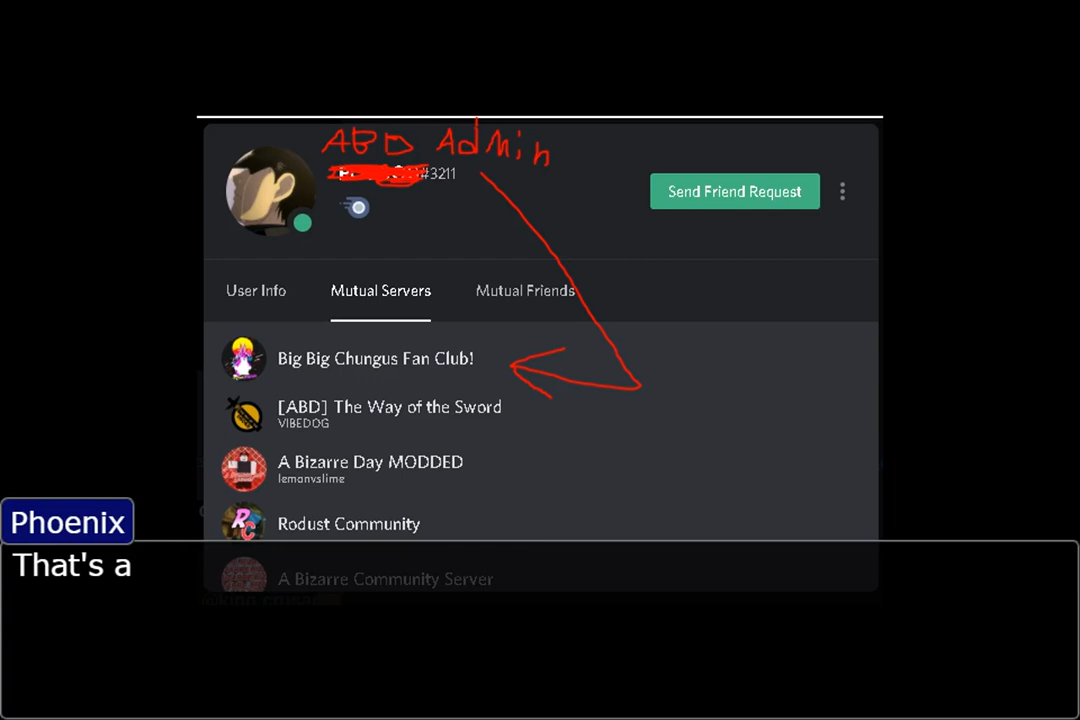 ABD Admin
#3211
Send Friend Request
User Info
Mutual Servers
Mutual Friends
Big Big Chungus Fan Club!
[ABD] The Way of the Sword
VIBEDOG
A Bizarre Day MODDED
lemonvslime
Rodust Community
A Bizarre Community Server
Phoenix
That's a